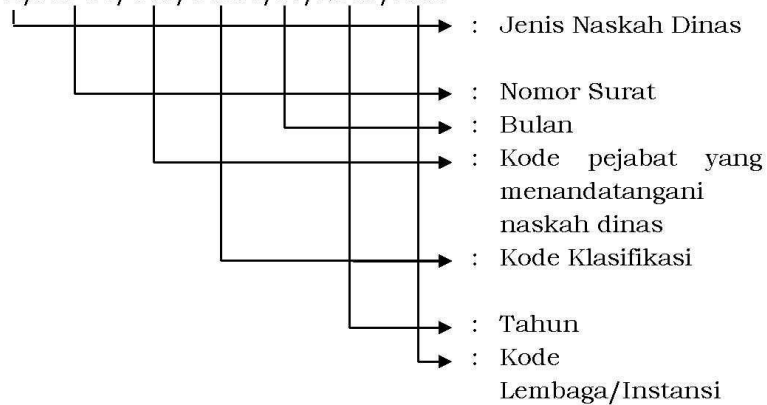 : Jenis Naskah Dinas
: Nomor Surat
: Bulan
: Kode pejabat yang
menandatangani
naskah dinas
: Kode Klasifikasi
: Tahun
: Kode
Lembaga/Instansi